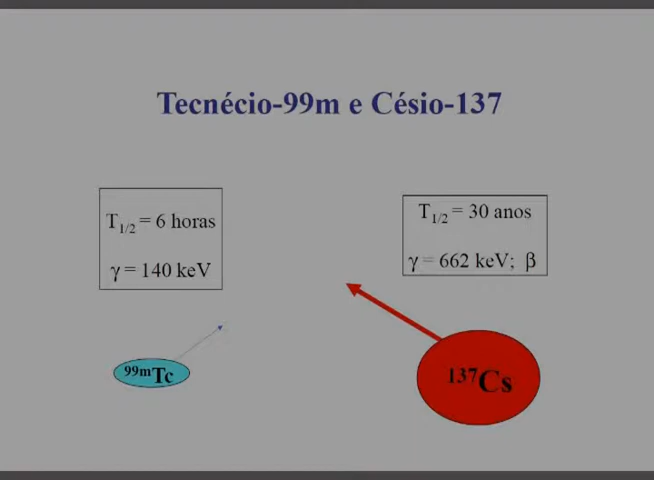 Tecnécio-99m e Césio-137
T1/2 = 6 horas
γ = 140 keV
T1/2 = 30 anos
γ = 662 keV; β
99mTc
137Cs